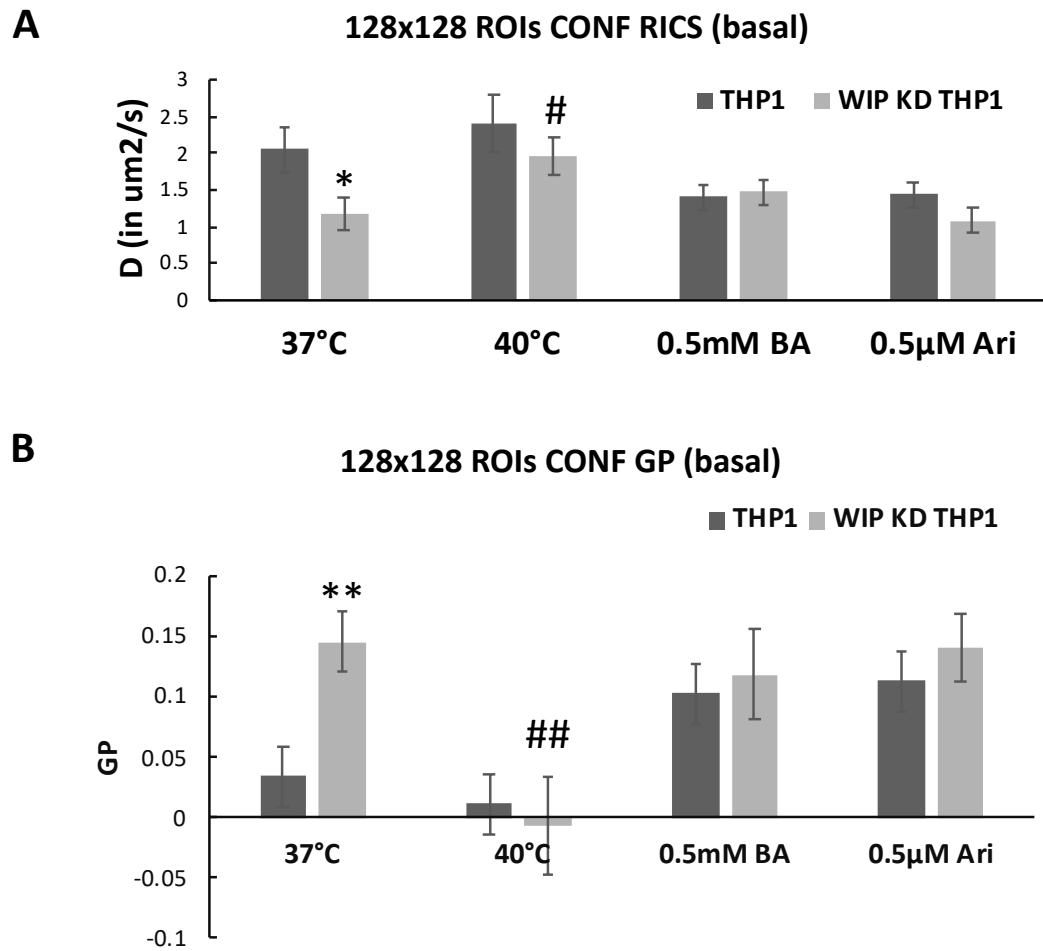 A
128x128 ROIs CONF RICS (basal)
D (in um2/s)
3
2.5
2
1.5
1
0.5
0
THP1 WIP KD THP1
*
#
37°C 40°C 0.5mM BA 0.5µM Ari
B
128x128 ROIs CONF GP (basal)
THP1 WIP KD THP1
GP
0.2
0.15
0.1
0.05
0
-0.05
-0.1
**
##
37°C 40°C 0.5mM BA 0.5µM Ari